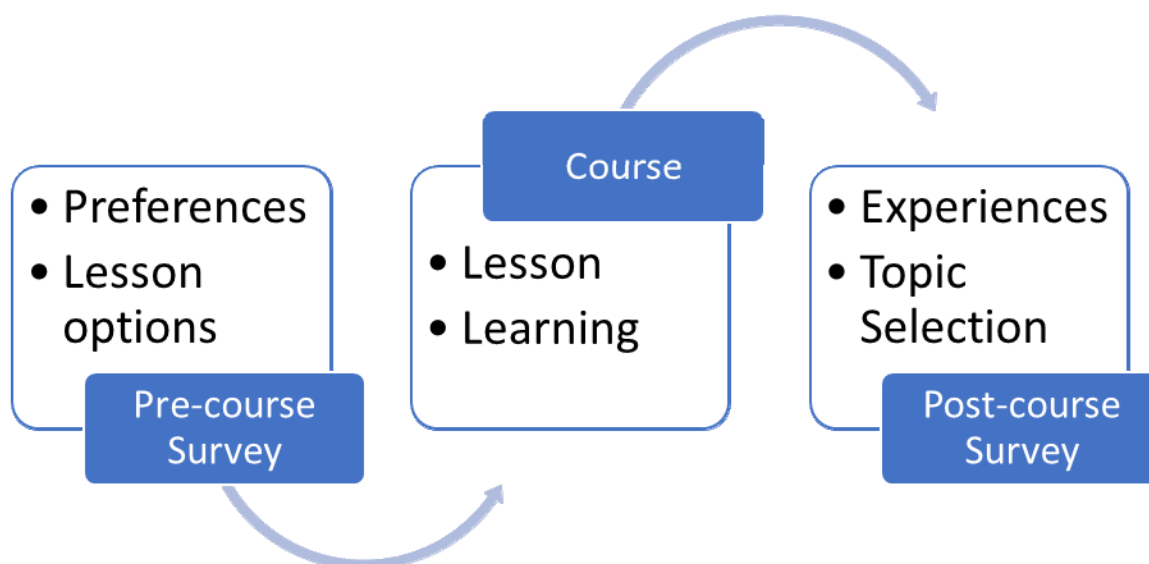 • Preferences
• Lesson
options
Pre-course
Survey
Course
• Lesson
• Learning
• Experiences
• Topic
Selection
Post-course
Survey